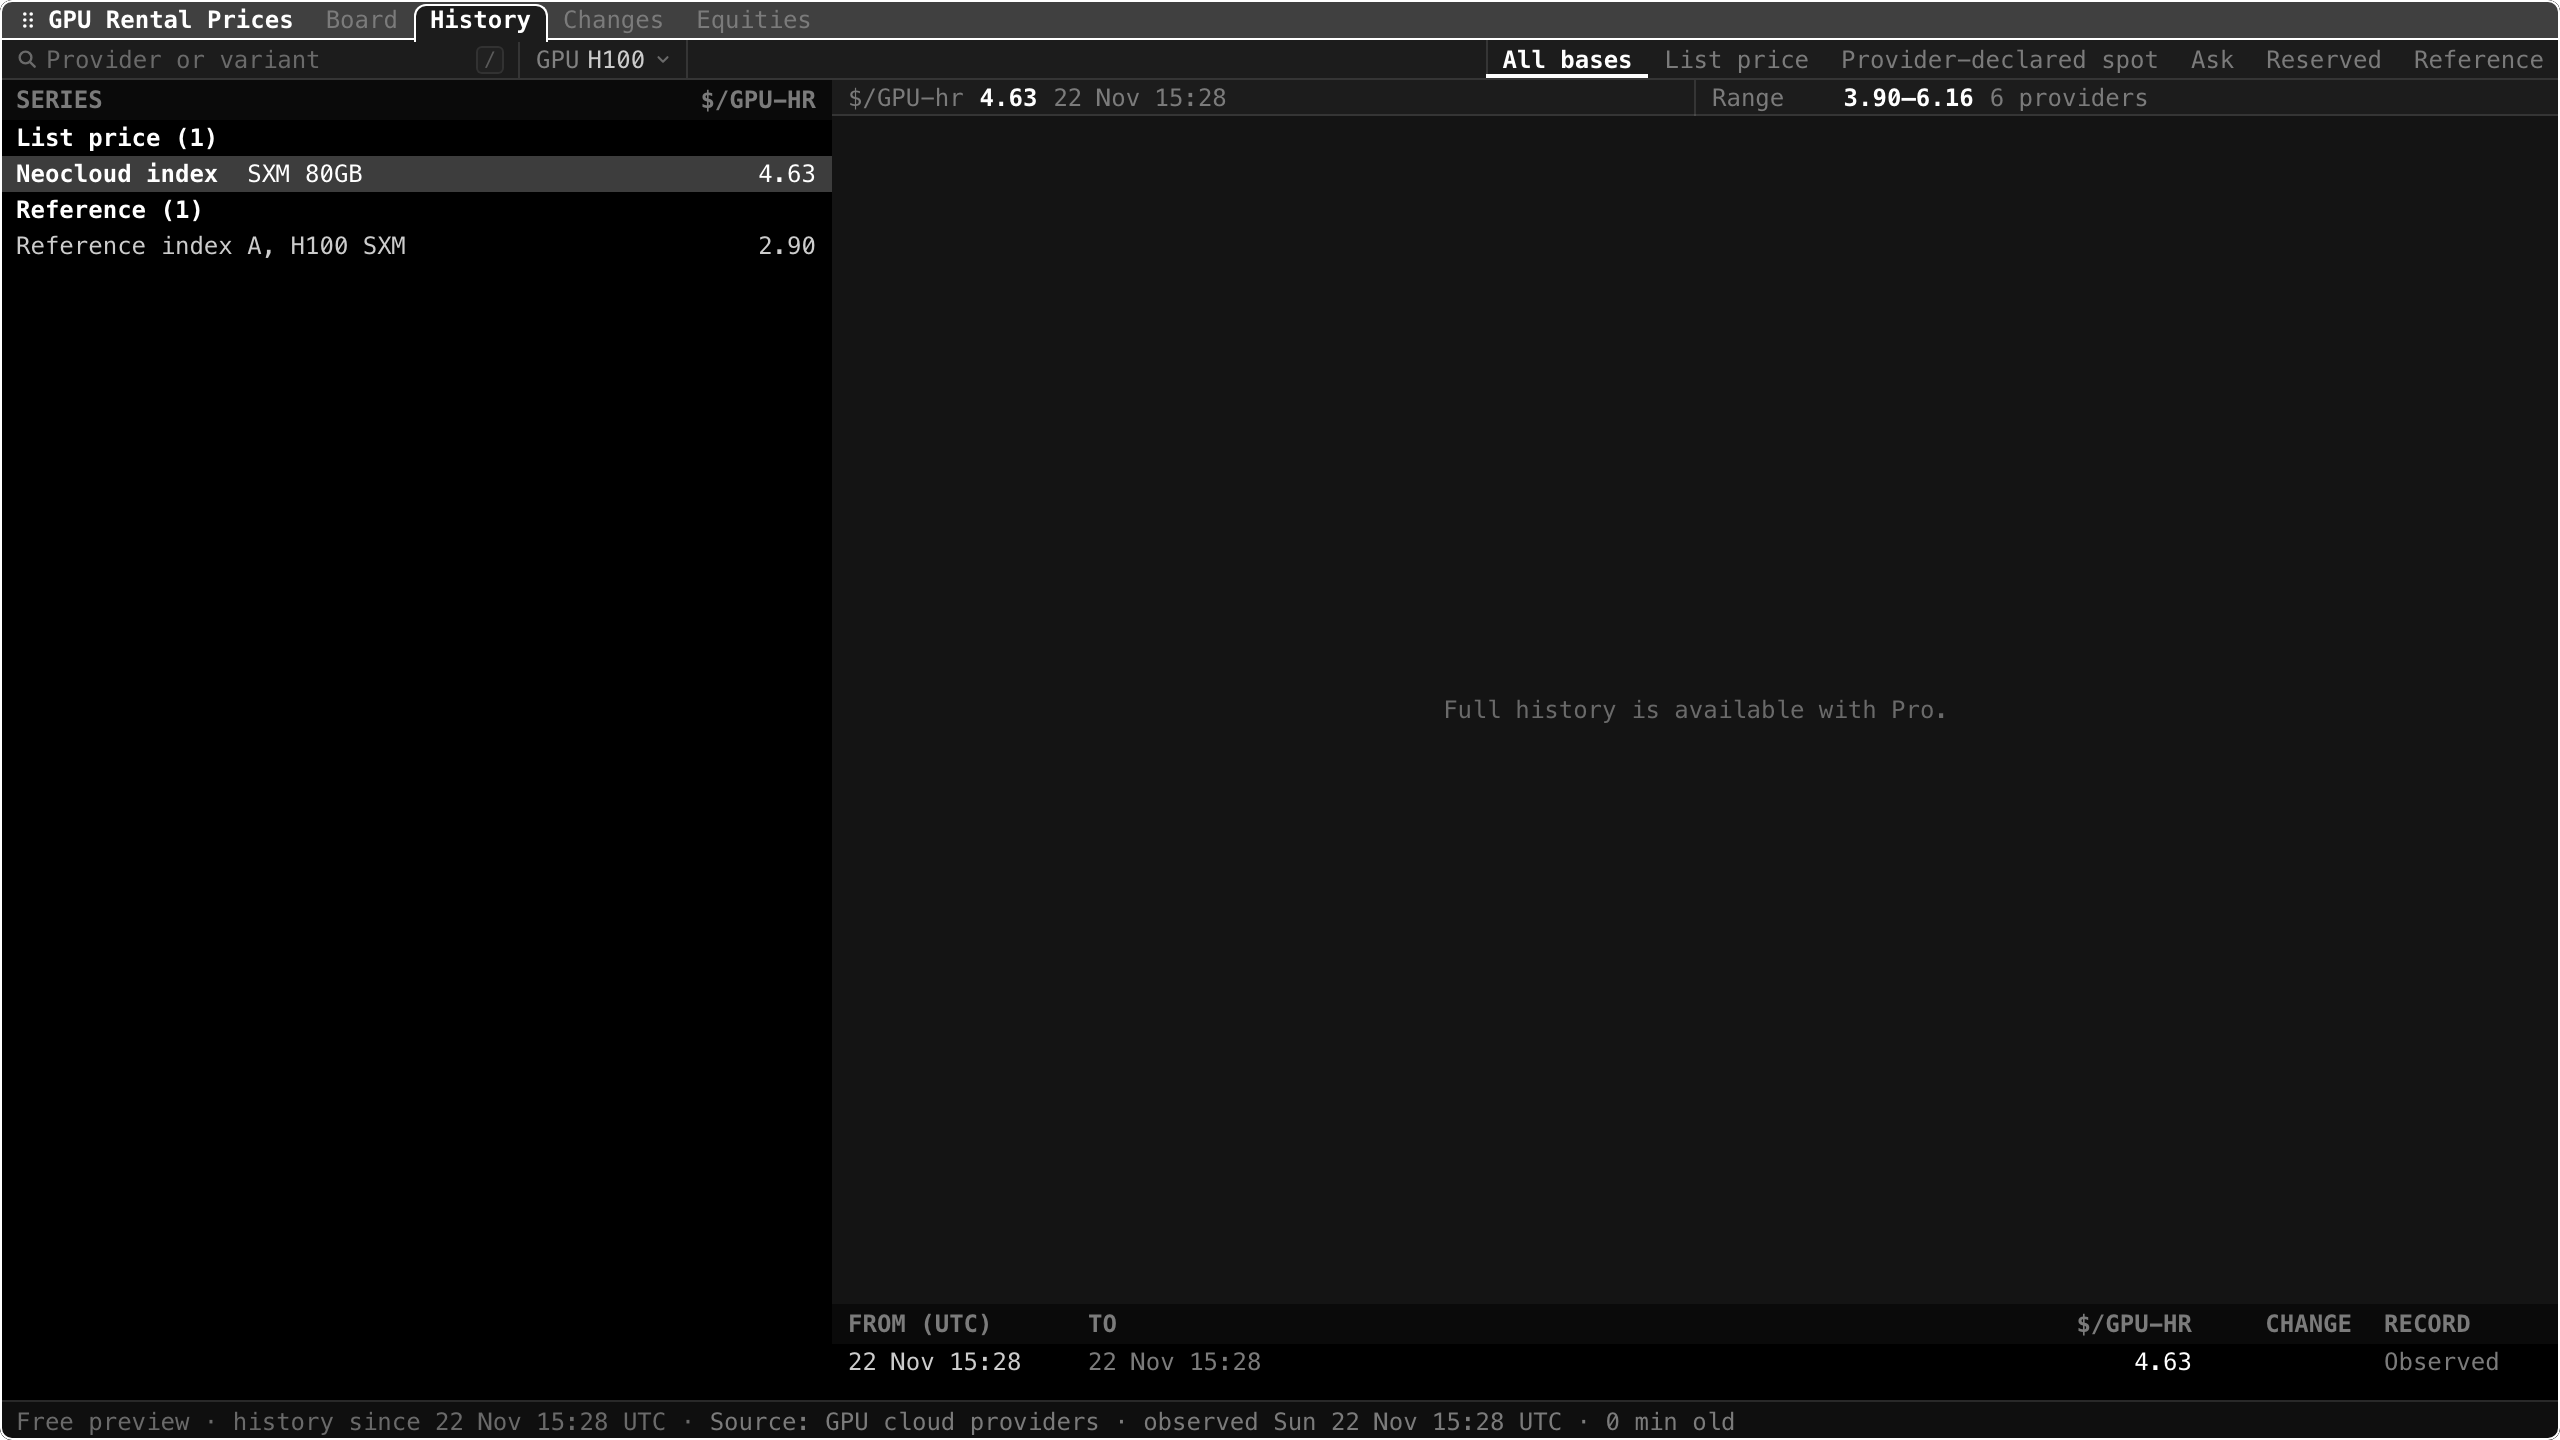 GPU Rental Prices Board History Changes Equities
Provider or variant / GPU H100 All bases List price Provider-declared spot Ask Reserved Reference
SERIES $/GPU-HR
$/GPU-hr 4.63 22 Nov 15:28 Range 3.90–6.16 6 providers
List price (1)
Neocloud index SXM 80GB 4.63
Reference (1)
Reference index A, H100 SXM 2.90
Full history is available with Pro.
FROM (UTC) TO $/GPU-HR CHANGE RECORD
22 Nov 15:28 22 Nov 15:28 4.63 Observed
Free preview · history since 22 Nov 15:28 UTC · Source: GPU cloud providers · observed Sun 22 Nov 15:28 UTC · 0 min old